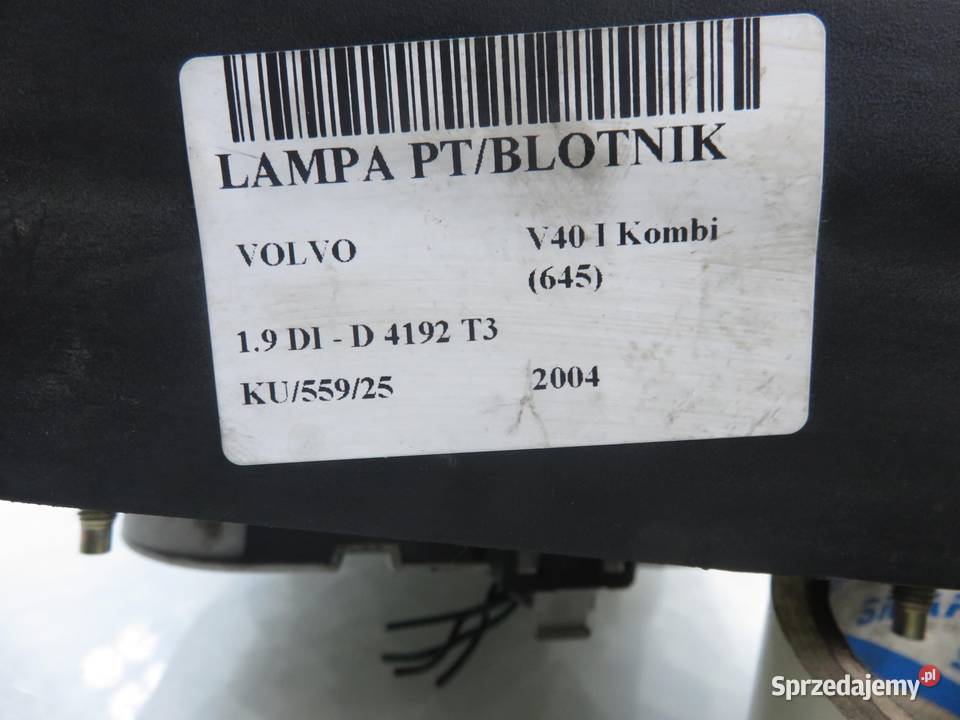 LAMPA PT/BLOTNIK
VOLVO
V40 I Kombi
(645)
1.9 DI - D 4192 T3
KU/559/25
2004
Sprzedajemy.pl